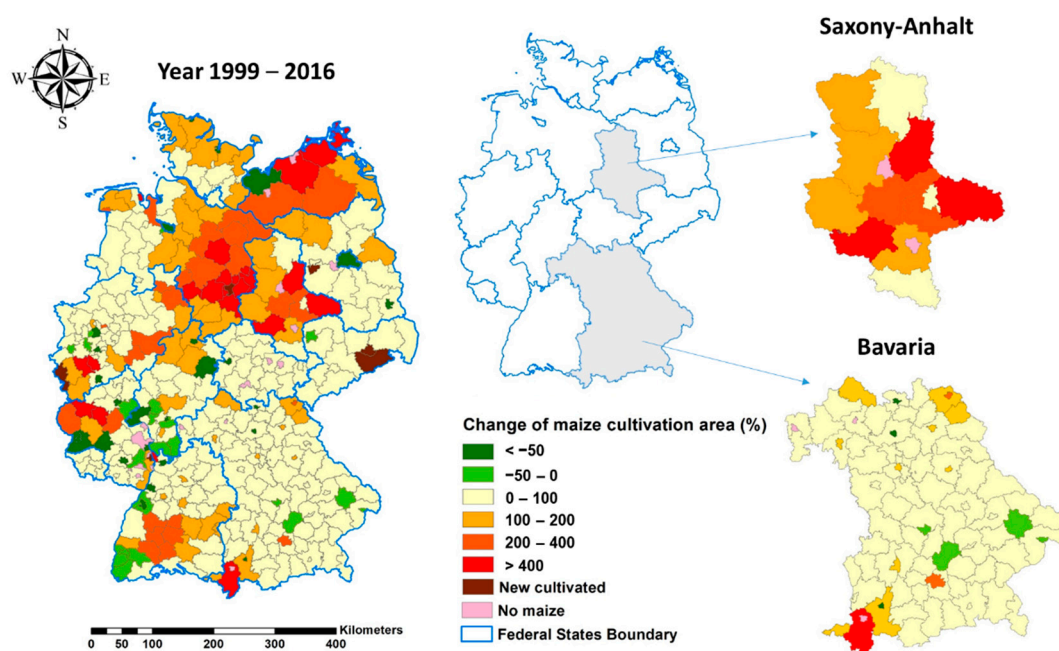 N
W E
S
Year 1999 – 2016
Saxony-Anhalt
Bavaria
Change of maize cultivation area (%)
< −50
−50 – 0
0 – 100
100 – 200
200 – 400
> 400
New cultivated
No maize
Federal States Boundary
Kilometers
0 50 100 200 300 400